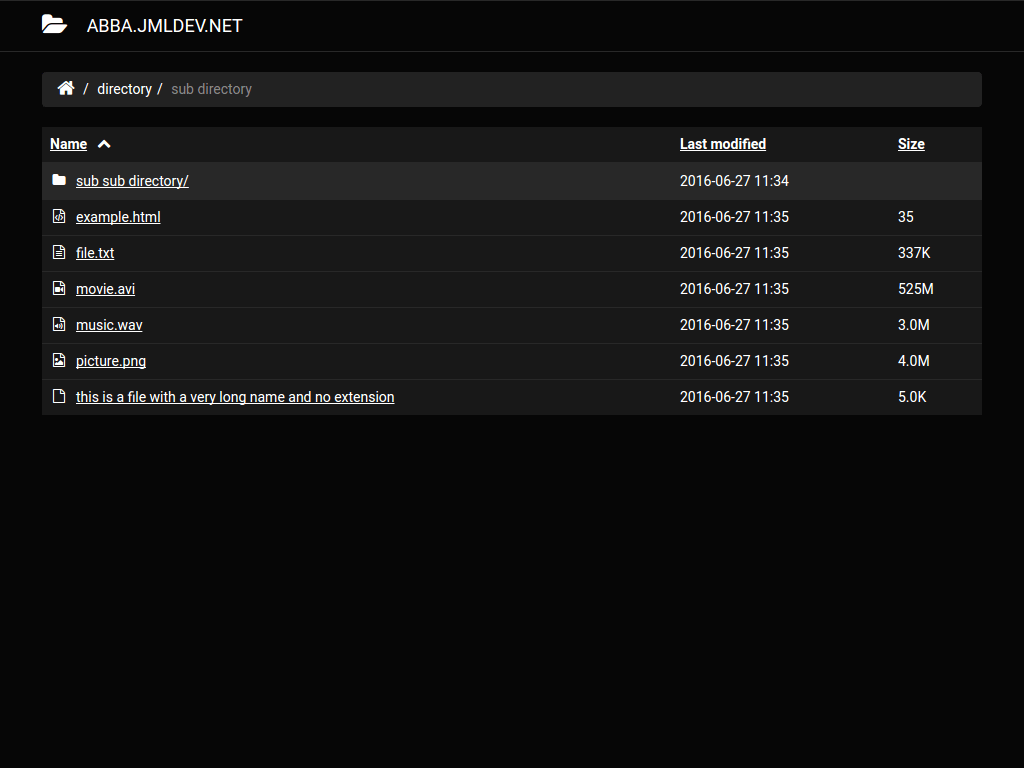 ABBA.JMLDEV.NET
/ directory / sub directory
Name Last modified Size
sub sub directory/ 2016-06-27 11:34
example.html 2016-06-27 11:35 35
file.txt 2016-06-27 11:35 337K
movie.avi 2016-06-27 11:35 525M
music.wav 2016-06-27 11:35 3.0M
picture.png 2016-06-27 11:35 4.0M
this is a file with a very long name and no extension 2016-06-27 11:35 5.0K